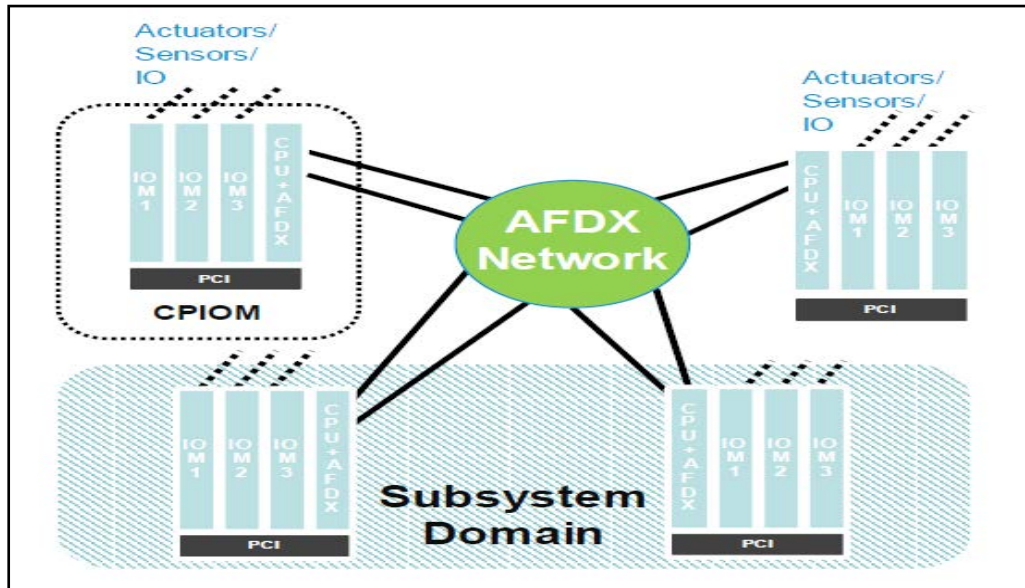 Actuators/
Sensors/
IO
IOM1
IOM2
IOM3
CPU+AFDX
PCI
CPIOM
AFDX
Network
Actuators/
Sensors/
IO
CPU+AFDX
IOM1
IOM2
IOM3
PCI
IOM1
IOM2
IOM3
CPU+AFDX
PCI
Subsystem
Domain
CPU+AFDX
IOM1
IOM2
IOM3
PCI